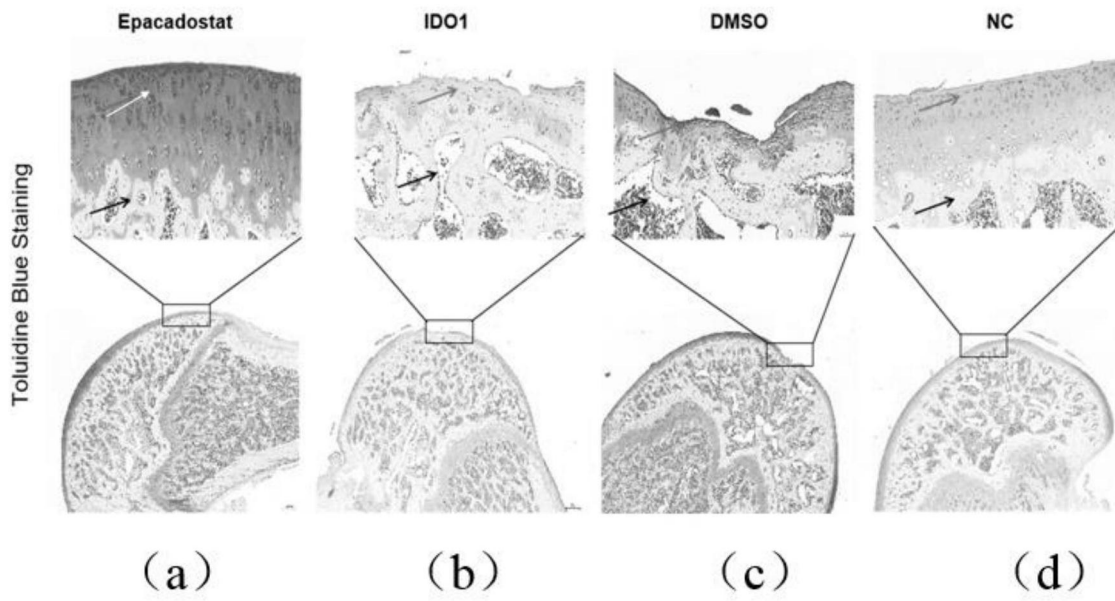 Epacadostat IDO1 DMSO NC
Toluidine Blue Staining
(a) (b) (c) (d)